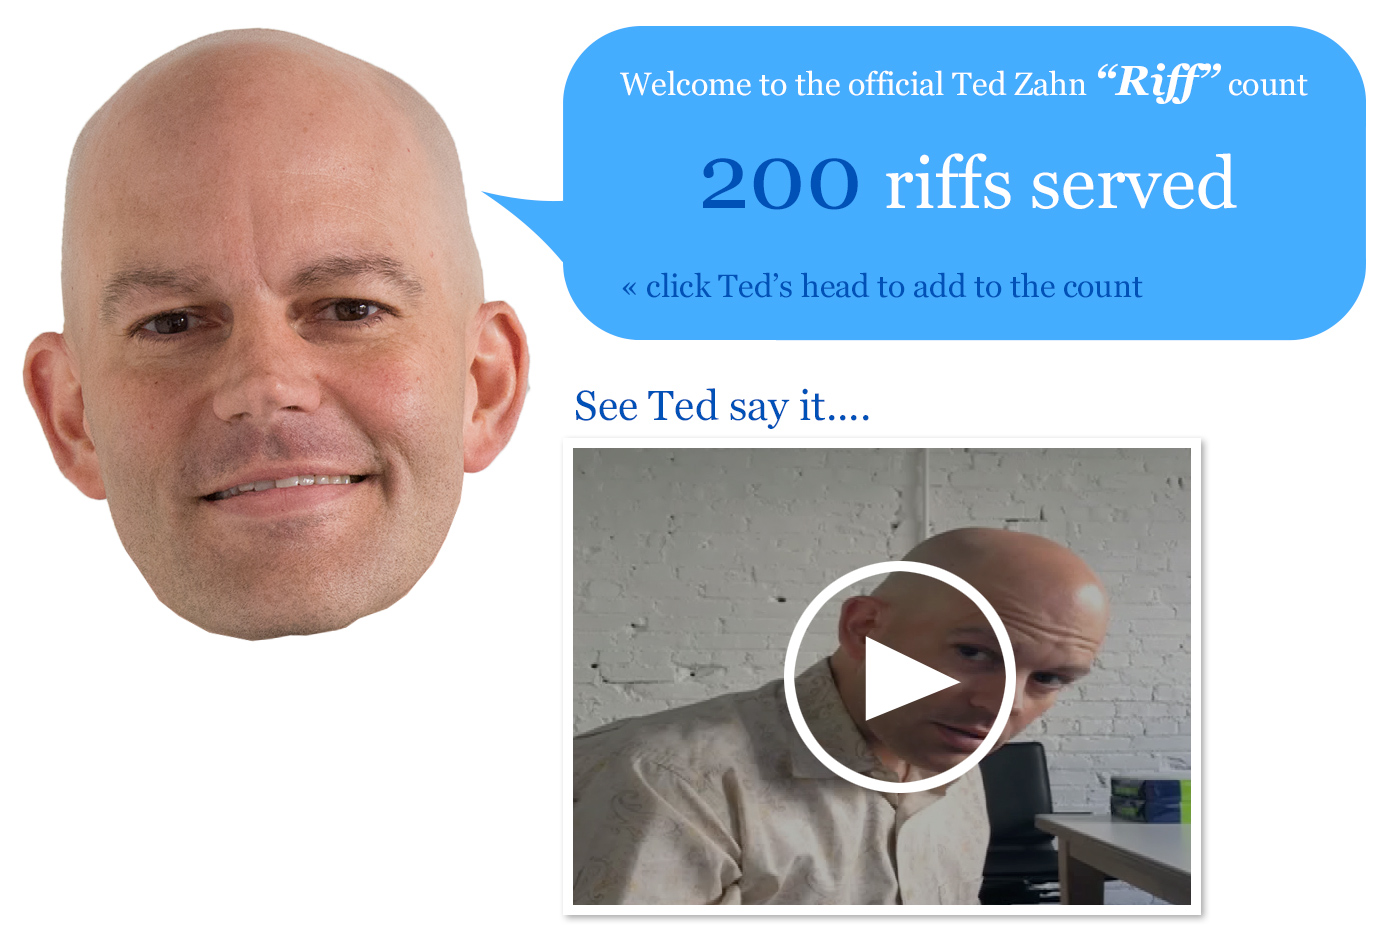 Welcome to the official Ted Zahn “Riff” count
200 riffs served
« click Ted’s head to add to the count
See Ted say it....